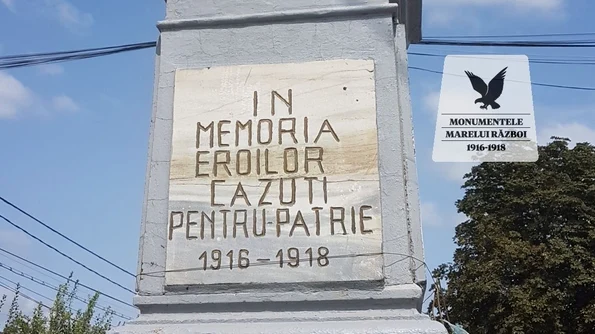 IN
MEMORIA
EROILOR
CAZUTI
PENTRU-PATRIE
1916-1918
MONUMENTELE
MARELUI RĂZBOI
1916-1918